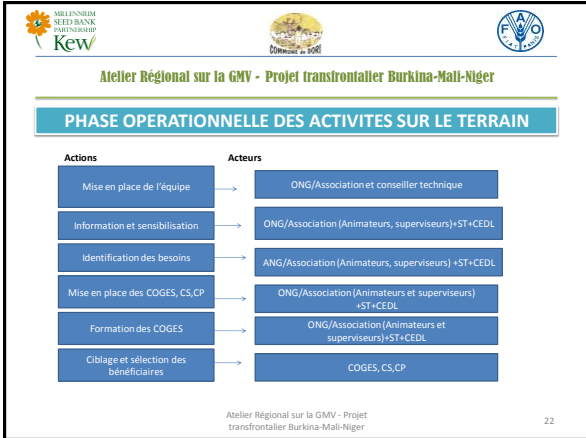 MILLENNIUM
SEED BANK
PARTNERSHIP
Kew
COMMUNE de DORI
FAO
FIAT PANIS
Atelier Régional sur la GMV - Projet transfrontalier Burkina-Mali-Niger
PHASE OPERATIONNELLE DES ACTIVITES SUR LE TERRAIN
Actions Acteurs
Mise en place de l'équipe
ONG/Association et conseiller technique
Information et sensibilisation
ONG/Association (Animateurs, superviseurs)+ST+CEDL
Identification des besoins
ANG/Association (Animateurs, superviseurs) +ST+CEDL
Mise en place des COGES, CS,CP
ONG/Association (Animateurs et superviseurs)
+ST+CEDL
Formation des COGES
ONG/Association (Animateurs et
superviseurs)+ST+CEDL
Ciblage et sélection des
bénéficiaires
COGES, CS,CP
Atelier Régional sur la GMV - Projet
transfrontalier Burkina-Mali-Niger
22